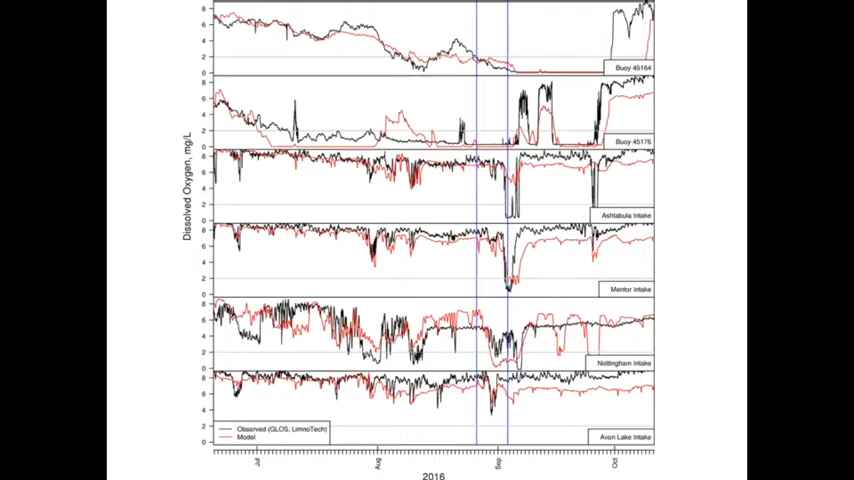 8
6
4
2
0
Buoy 45164
8
6
4
2
0
Buoy 45176
8
6
4
2
0
Ashtabula Intake
Dissolved Oxygen, mg/L
8
6
4
2
0
Mentor Intake
8
6
4
2
0
Nottingham Intake
8
6
4
2
0
Observed (GLOS, LimnoTech)
Model
Avon Lake Intake
Jul
Aug
Sep
Oct
2016